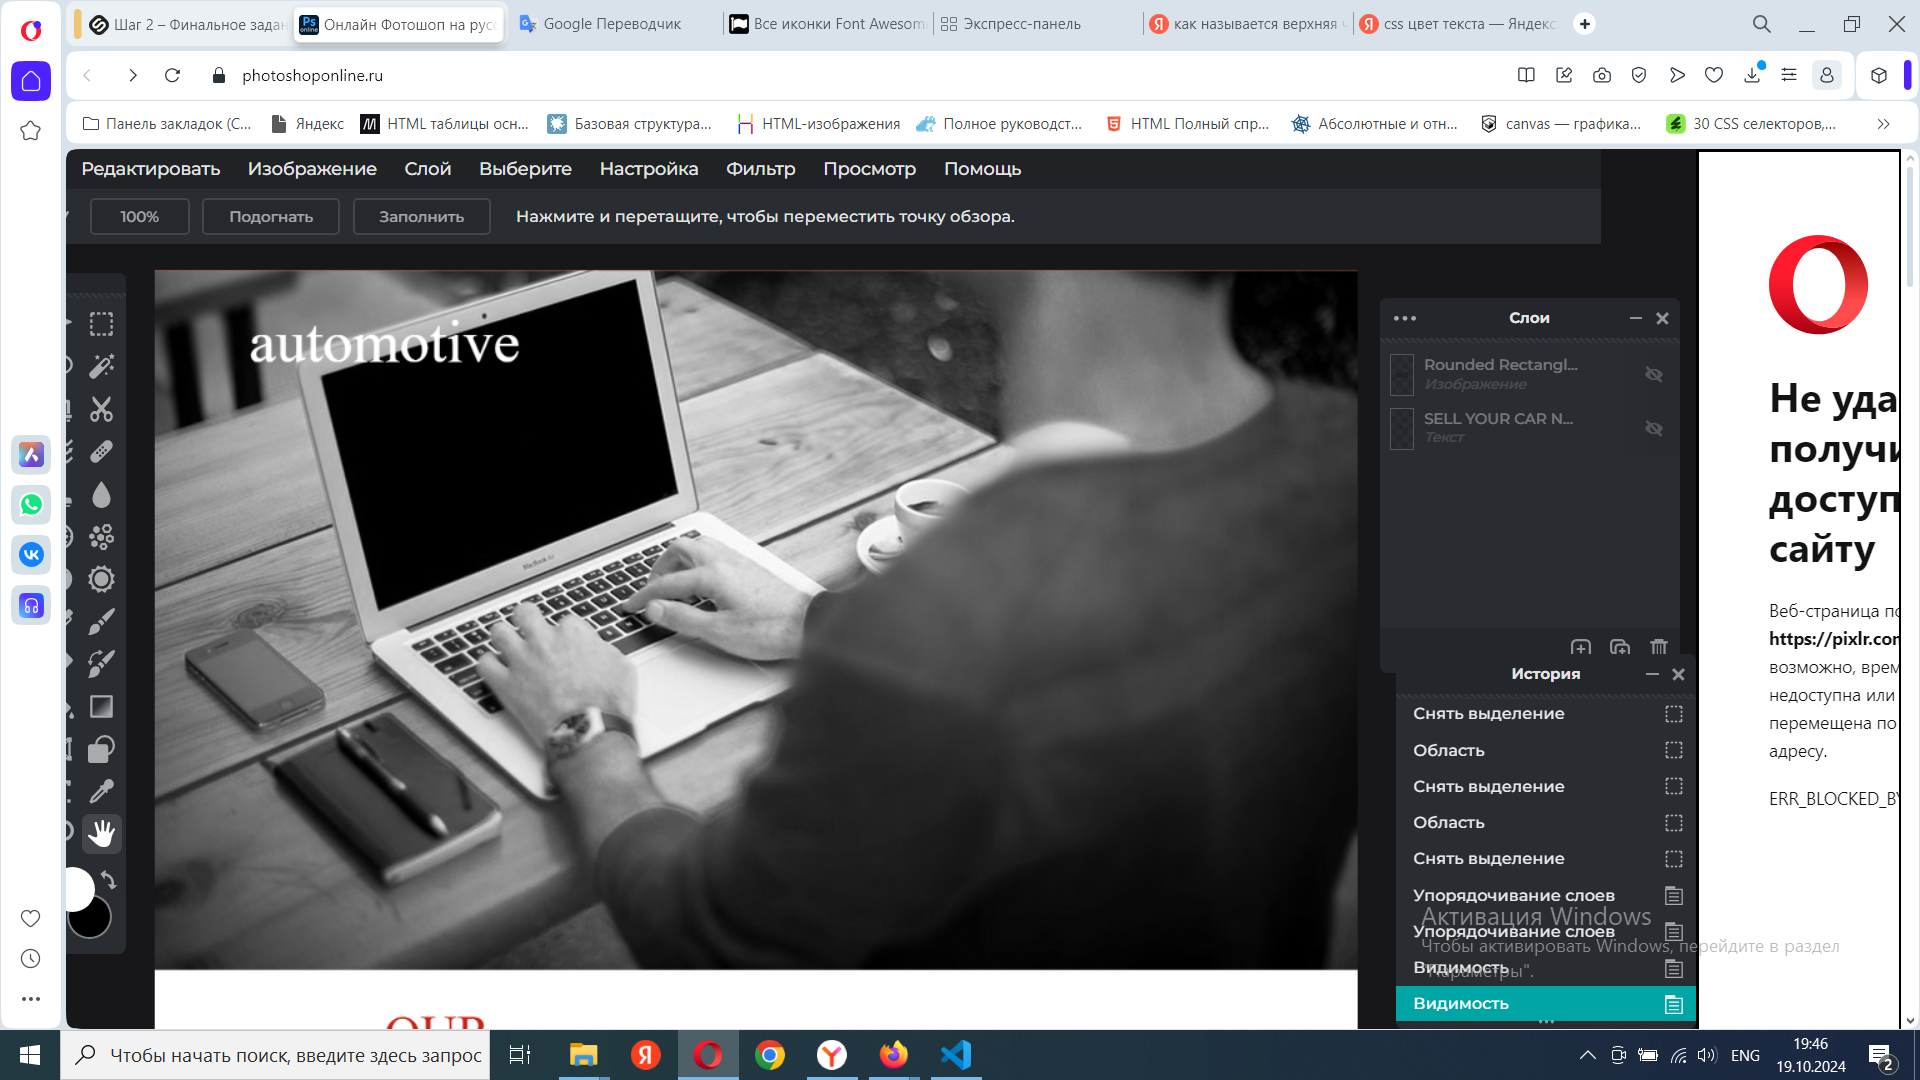 Шаг 2 – Финальное задан
Онлайн Фотошоп на русс
Google Переводчик
Все иконки Font Awesom
Экспресс-панель
как называется верхняя ч
css цвет текста — Яндекс
photoshoponline.ru
Панель закладок (С...
Яндекс
HTML таблицы осн...
Базовая структура...
HTML-изображения
Полное руководст...
HTML Полный спр...
Абсолютные и отн...
canvas — графика...
30 CSS селекторов,...
Редактировать Изображение Слой Выберите Настройка Фильтр Просмотр Помощь
100% Подогнать Заполнить Нажмите и перетащите, чтобы переместить точку обзора.
automotive
MacBook Air
OUR
Слои
Rounded Rectangl...
Изображение
SELL YOUR CAR N...
Текст
История
Снять выделение
Область
Снять выделение
Область
Снять выделение
Упорядочивание слоев
Упорядочивание слоев
Видимость
Видимость
Активация Windows
Чтобы активировать Windows, перейдите в раздел
"Параметры".
Не уда
получи
доступ
сайту
Веб-страница по
https://pixlr.com
возможно, врем
недоступна или
перемещена по
адресу.
ERR_BLOCKED_BY
Чтобы начать поиск, введите здесь запрос
ENG
19:46
19.10.2024
2